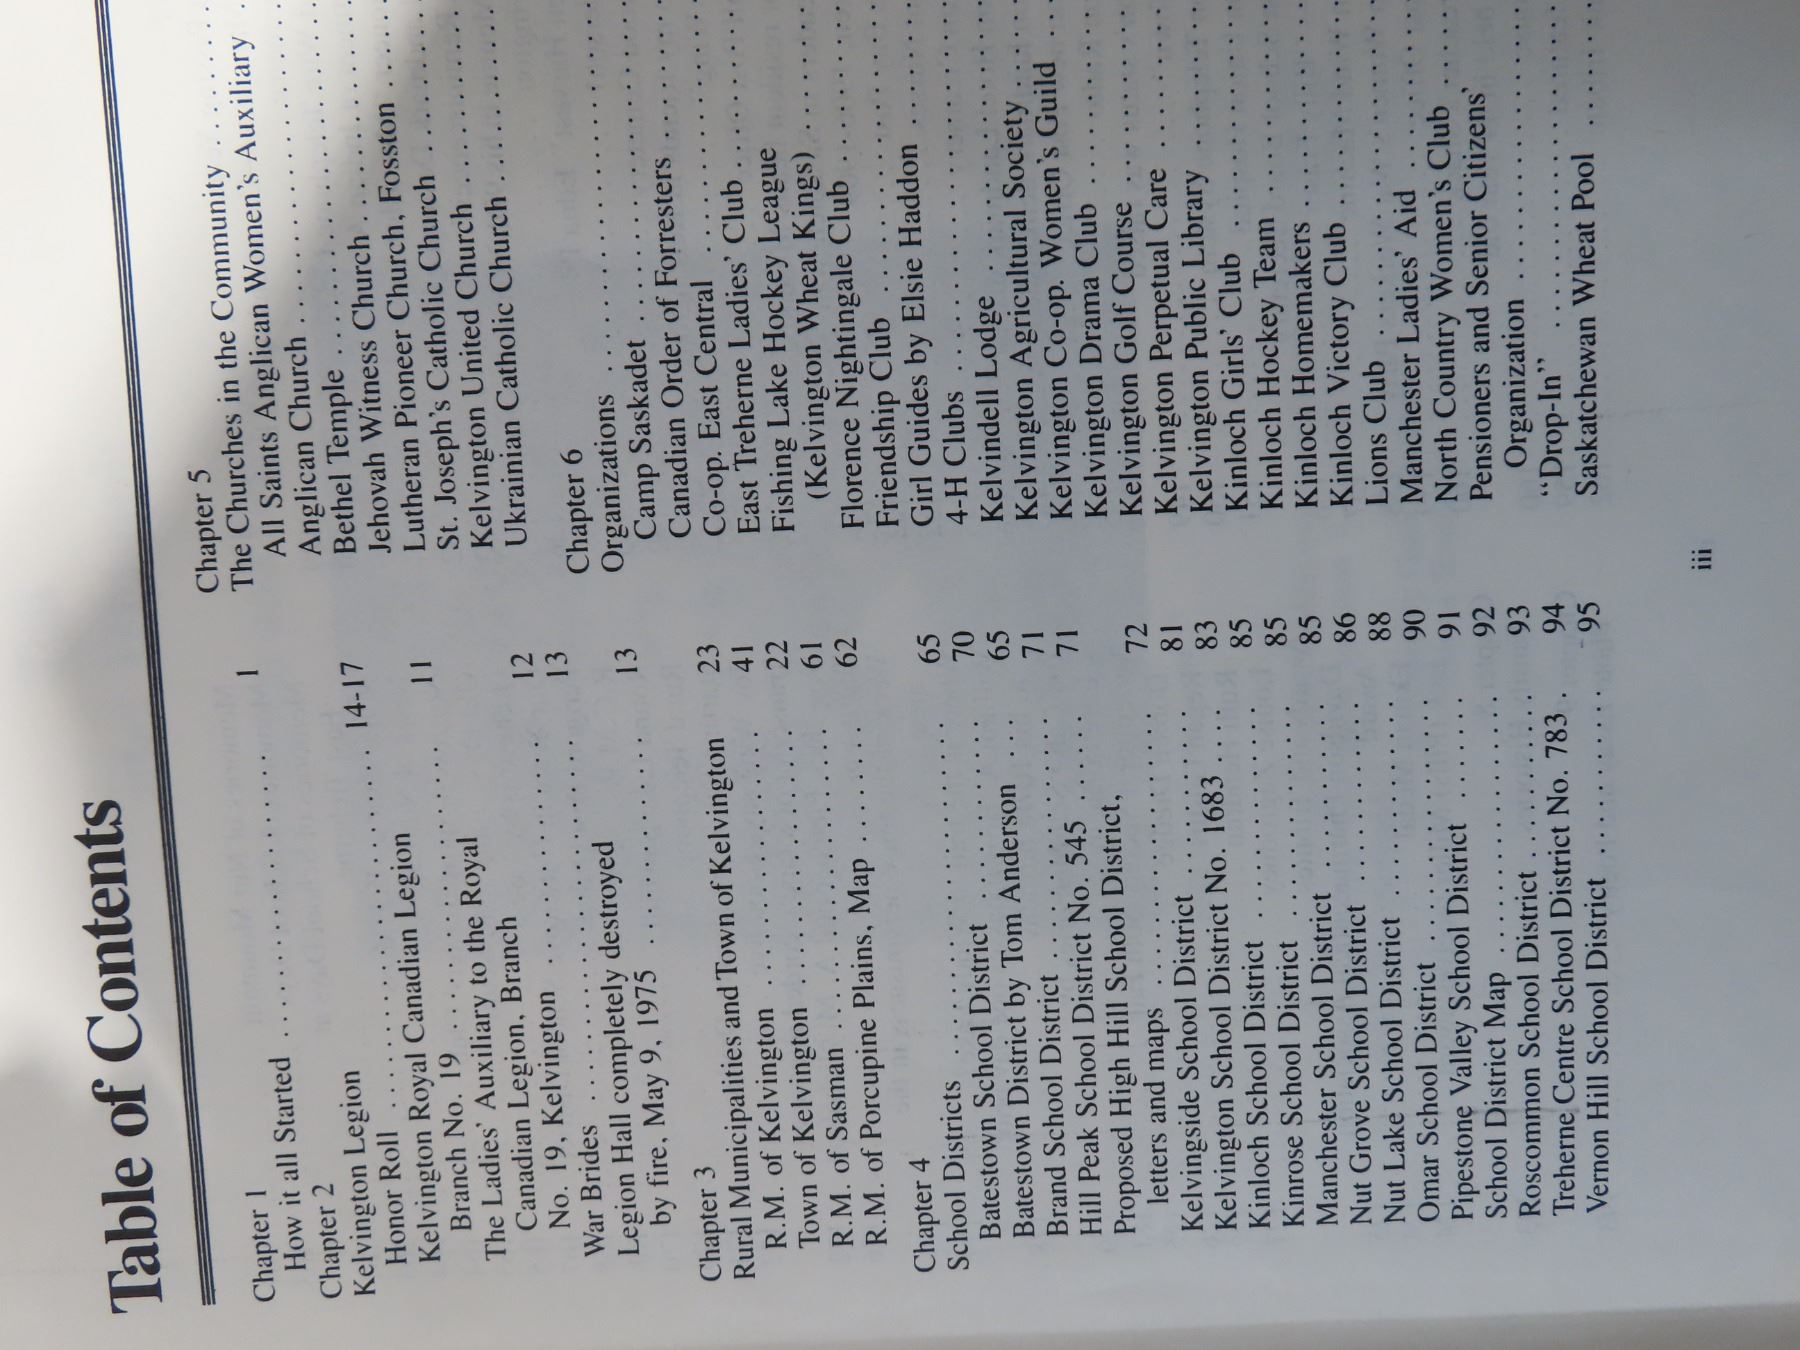 Table of Contents
Chapter 1
How it all Started .......................... 1
Chapter 2
Kelvington Legion
Honor Roll .......................... 14-17
Kelvington Royal Canadian Legion
Branch No. 19 .......................... 11
The Ladies' Auxiliary to the Royal
Canadian Legion, Branch
No. 19, Kelvington .................. 12
War Brides .......................... 13
Legion Hall completely destroyed
by fire, May 9, 1975 ................ 13
Chapter 3
Rural Municipalities and Town of Kelvington 23
R.M. of Kelvington .................. 41
Town of Kelvington .................. 22
R.M. of Sasman ...................... 61
R.M. of Porcupine Plains, Map ....... 62
Chapter 4
School Districts .......................... 65
Batestown School District ........... 70
Batestown District by Tom Anderson .... 65
Brand School District ............... 71
Hill Peak School District No. 545 ...... 71
Proposed High Hill School District,
letters and maps .................... 72
Kelvingside School District ......... 81
Kelvington School District No. 1683 .... 83
Kinloch School District ............. 85
Kinrose School District ............. 85
Manchester School District .......... 85
Nut Grove School District ........... 86
Nut Lake School District ............ 88
Omar School District ................ 90
Pipestone Valley School District ...... 91
School District Map ................. 92
Roscommon School District ........... 93
Treherne Centre School District No. 783 . 94
Vernon Hill School District ......... 95
Chapter 5
The Churches in the Community ........
All Saints Anglican Women's Auxiliary ..
Anglican Church .....................
Bethel Temple .......................
Jehovah Witness Church ..............
Lutheran Pioneer Church, Fosston ......
St. Joseph's Catholic Church ........
Kelvington United Church ............
Ukrainian Catholic Church ...........
Chapter 6
Organizations .......................
Camp Saskadet .......................
Canadian Order of Forresters ........
Co-op. East Central .................
East Treherne Ladies' Club ..........
Fishing Lake Hockey League
(Kelvington Wheat Kings) ............
Florence Nightingale Club ...........
Friendship Club .....................
Girl Guides by Elsie Haddon .........
4-H Clubs ...........................
Kelvindell Lodge ....................
Kelvington Agricultural Society ......
Kelvington Co-op. Women's Guild ...
Kelvington Drama Club ...............
Kelvington Golf Course ..............
Kelvington Perpetual Care ...........
Kelvington Public Library ...........
Kinloch Girls' Club .................
Kinloch Hockey Team .................
Kinloch Homemakers ..................
Kinloch Victory Club ................
Lions Club ..........................
Manchester Ladies' Aid ..............
North Country Women's Club ......
Pensioners and Senior Citizens'
Organization ........................
"Drop-In" ...........................
Saskatchewan Wheat Pool .............
iii